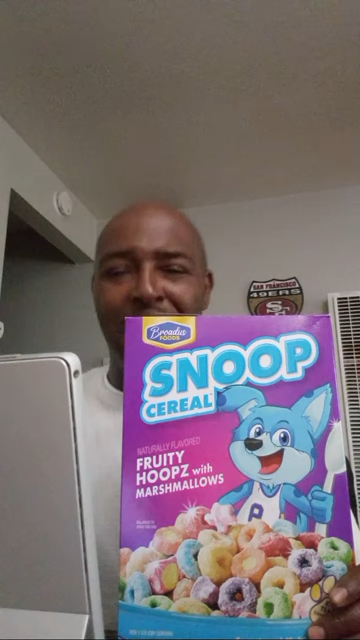 SAN FRANCISCO
49ERS
SF
Broadus
FOODS
SNOOP
CEREAL
NATURALLY FLAVORED
FRUITY
HOOPZ with
MARSHMALLOWS
B